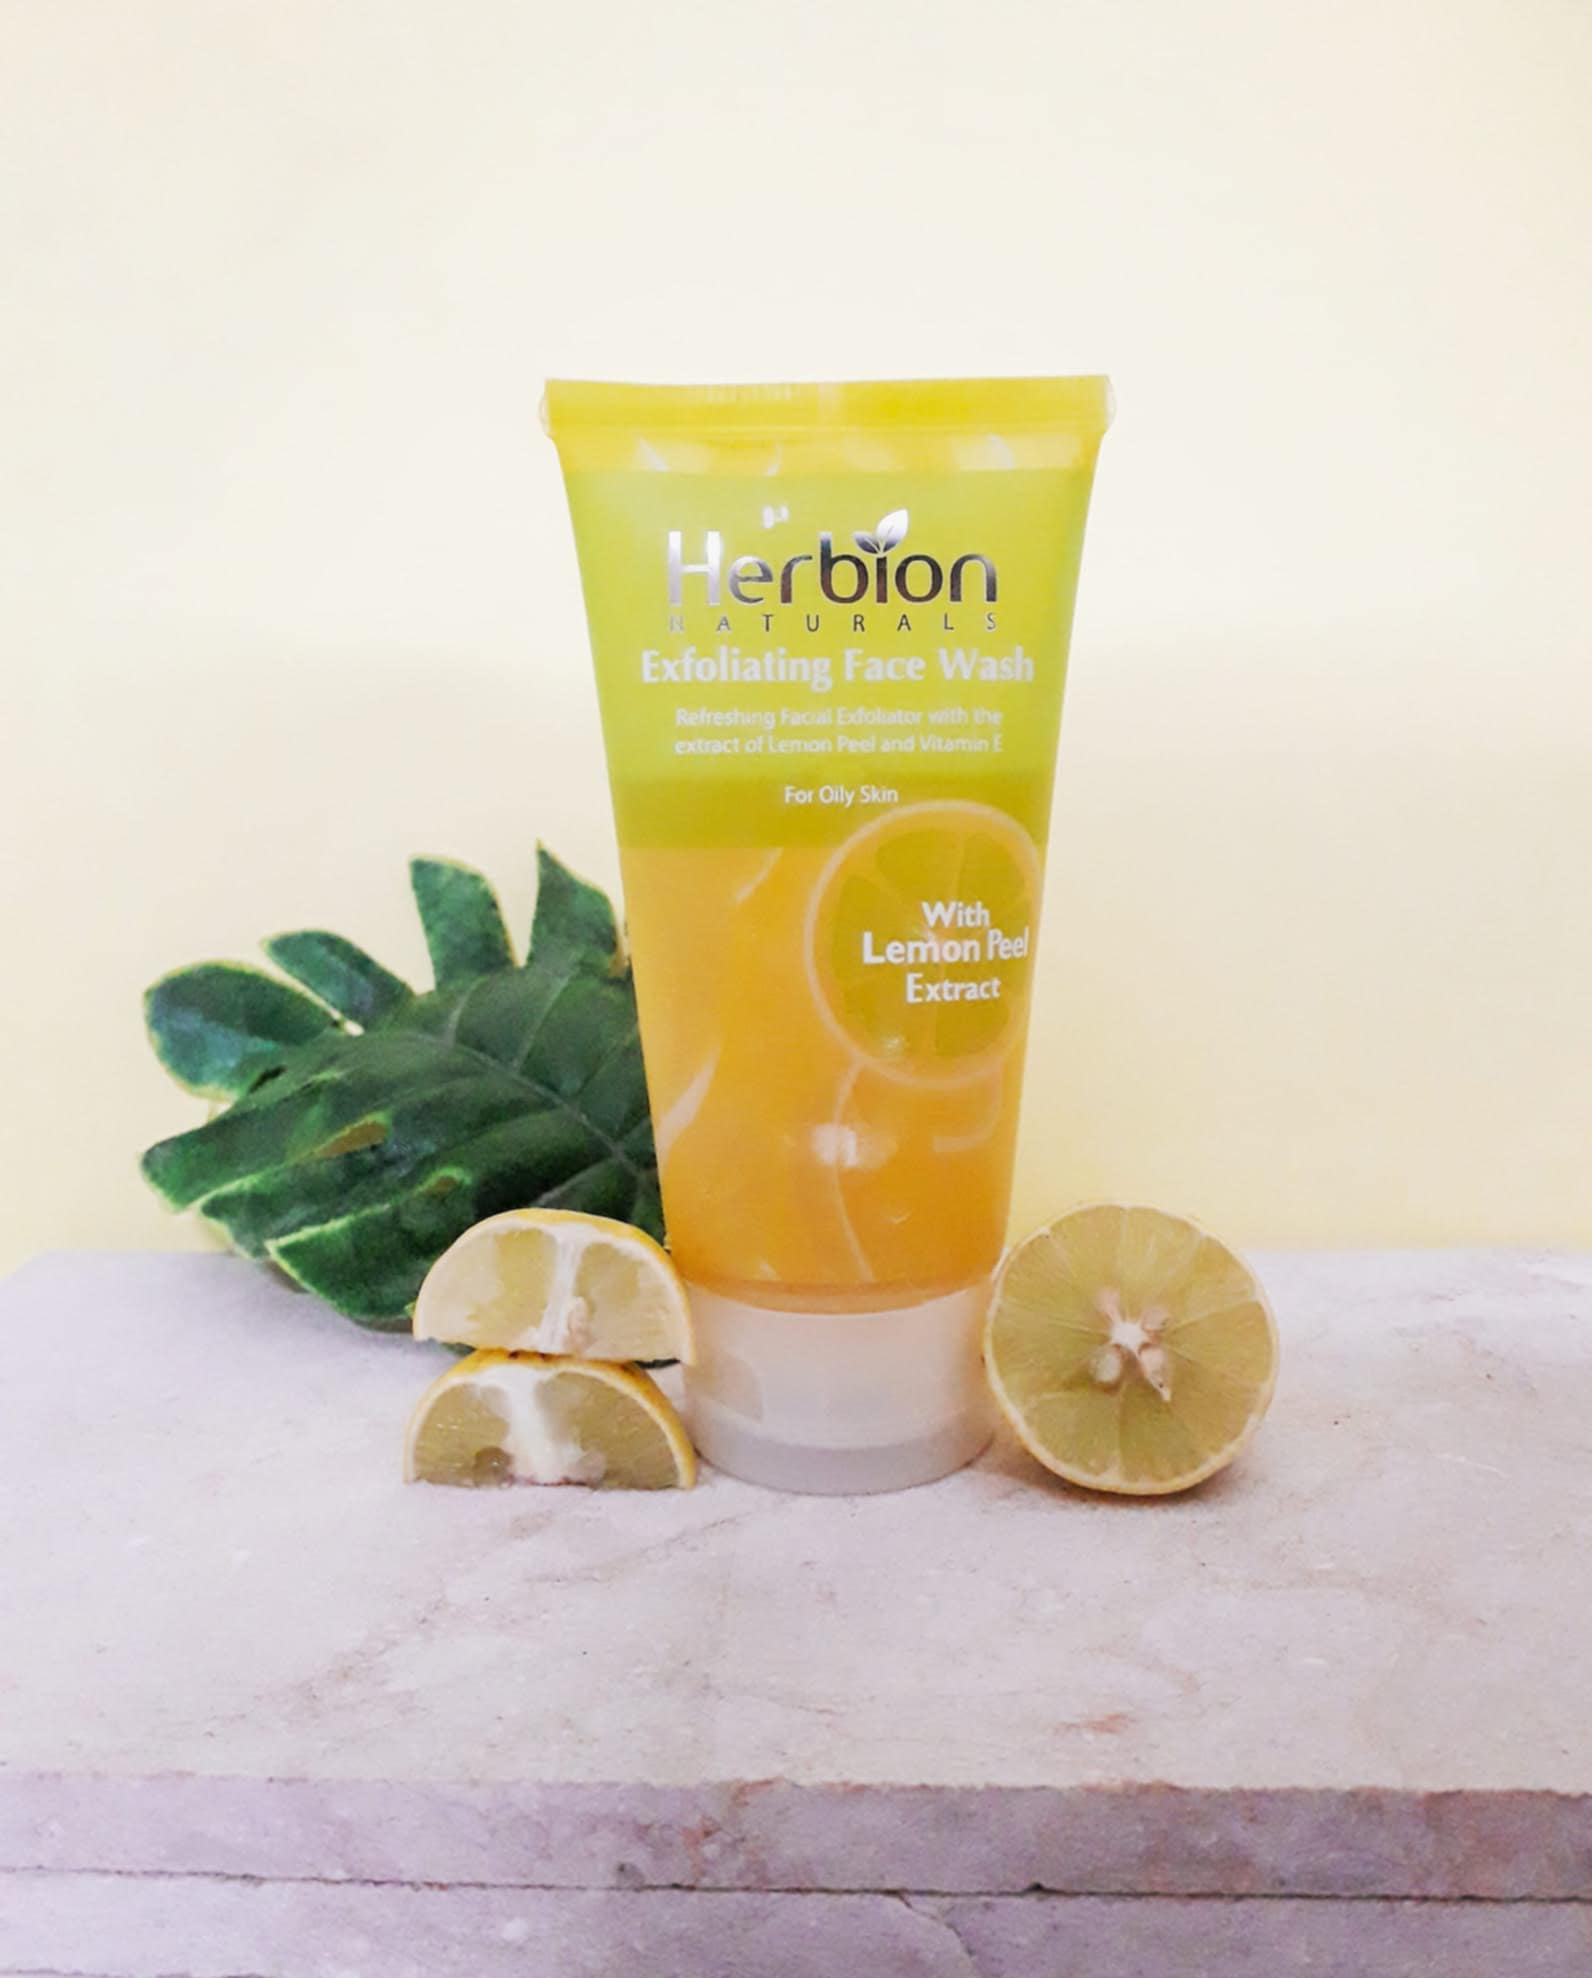 Herbion
NATURALS
Exfoliating Face Wash
Refreshing Facial Exfoliator with the
extract of Lemon Peel and Vitamin E
For Oily Skin
With
Lemon Peel
Extract